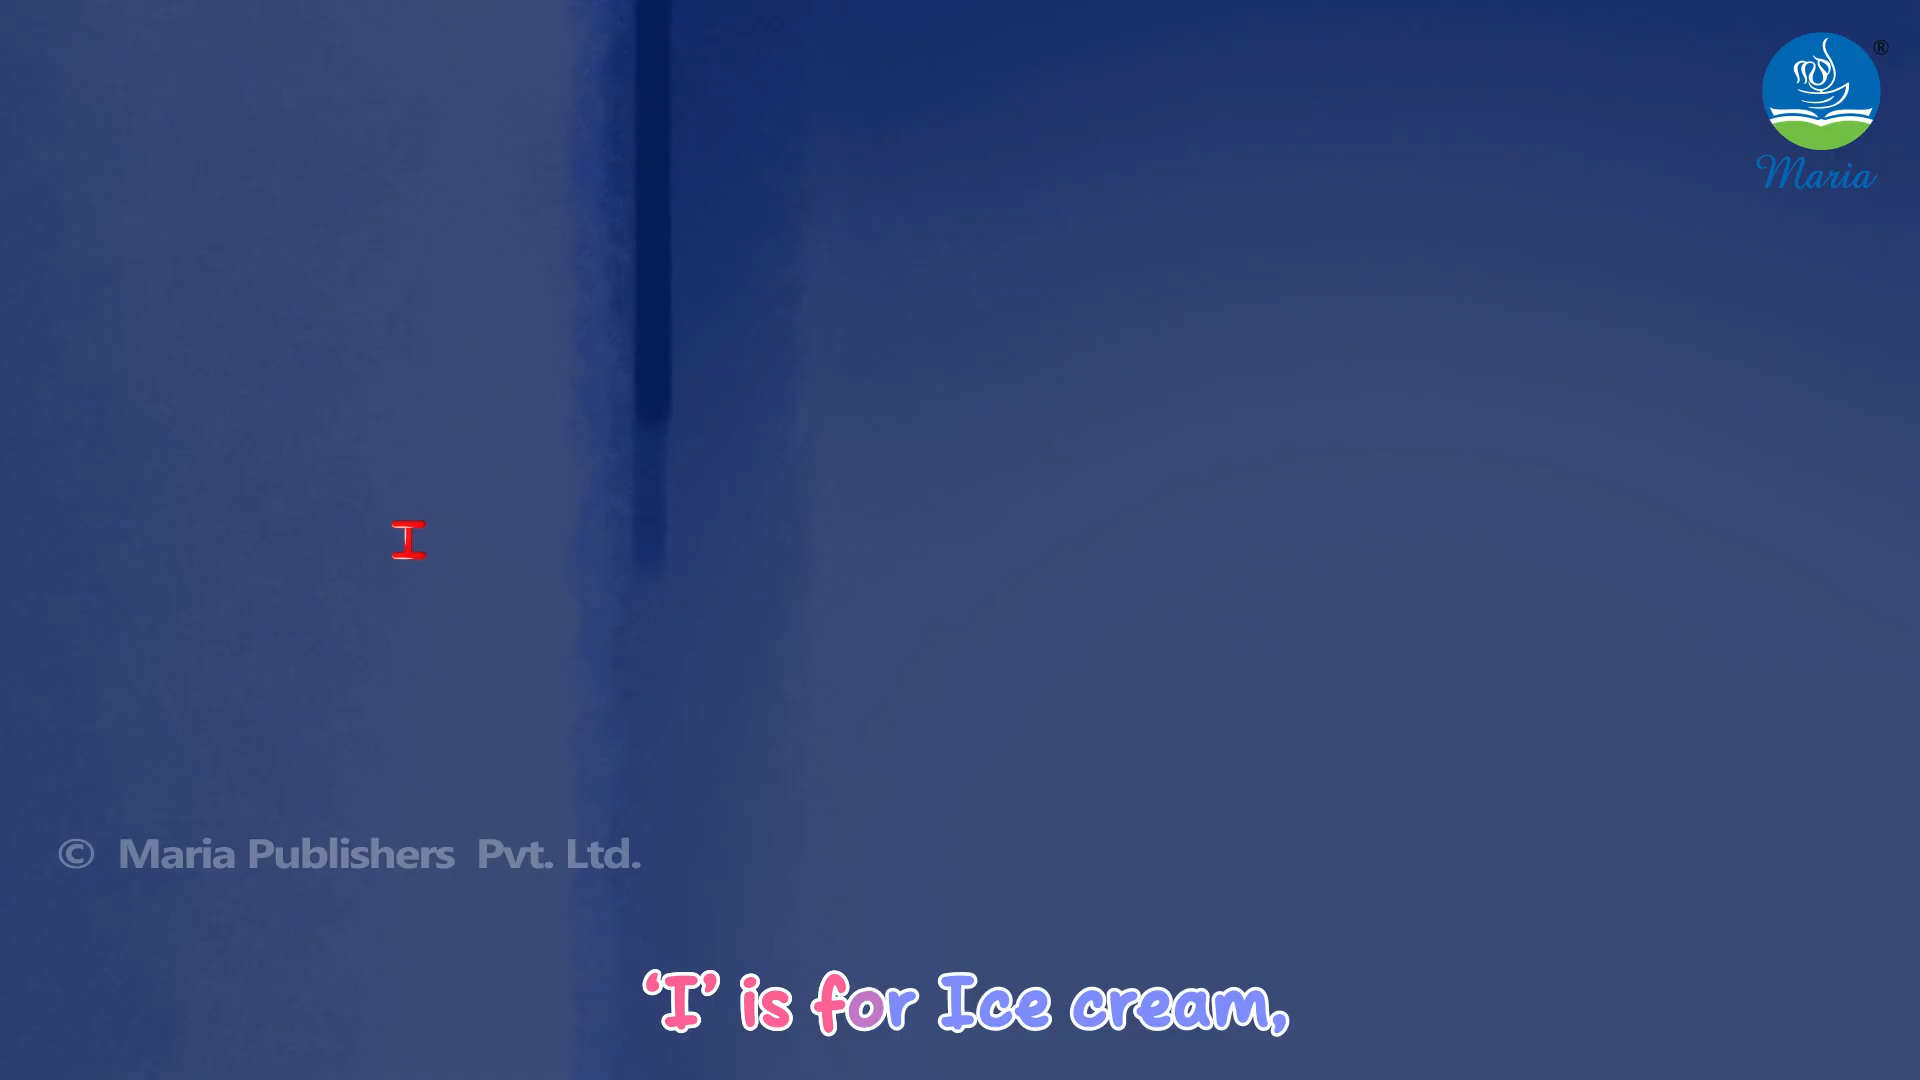 ®
Maria
I
© Maria Publishers Pvt. Ltd.
‘I’ is for Ice cream,